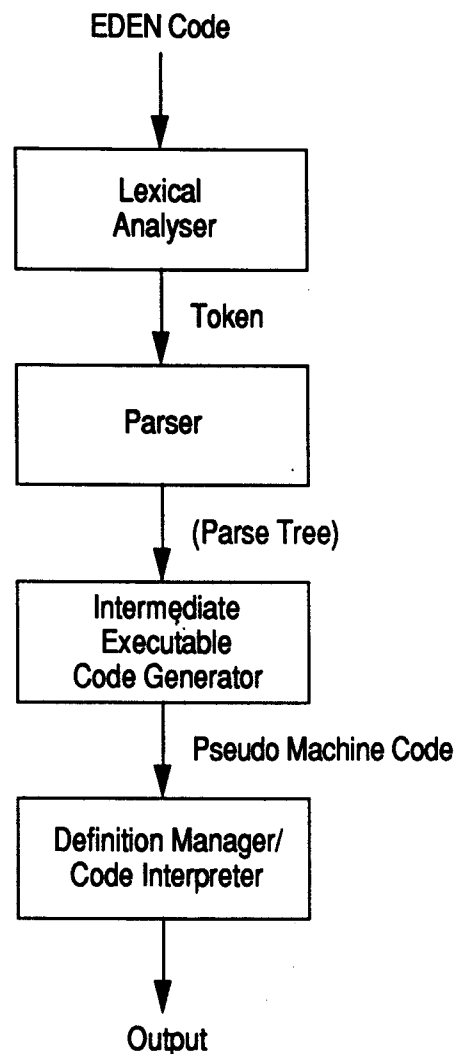 EDEN Code
Lexical
Analyser
Token
Parser
(Parse Tree)
Intermediate
Executable
Code Generator
Pseudo Machine Code
Definition Manager/
Code Interpreter
Output